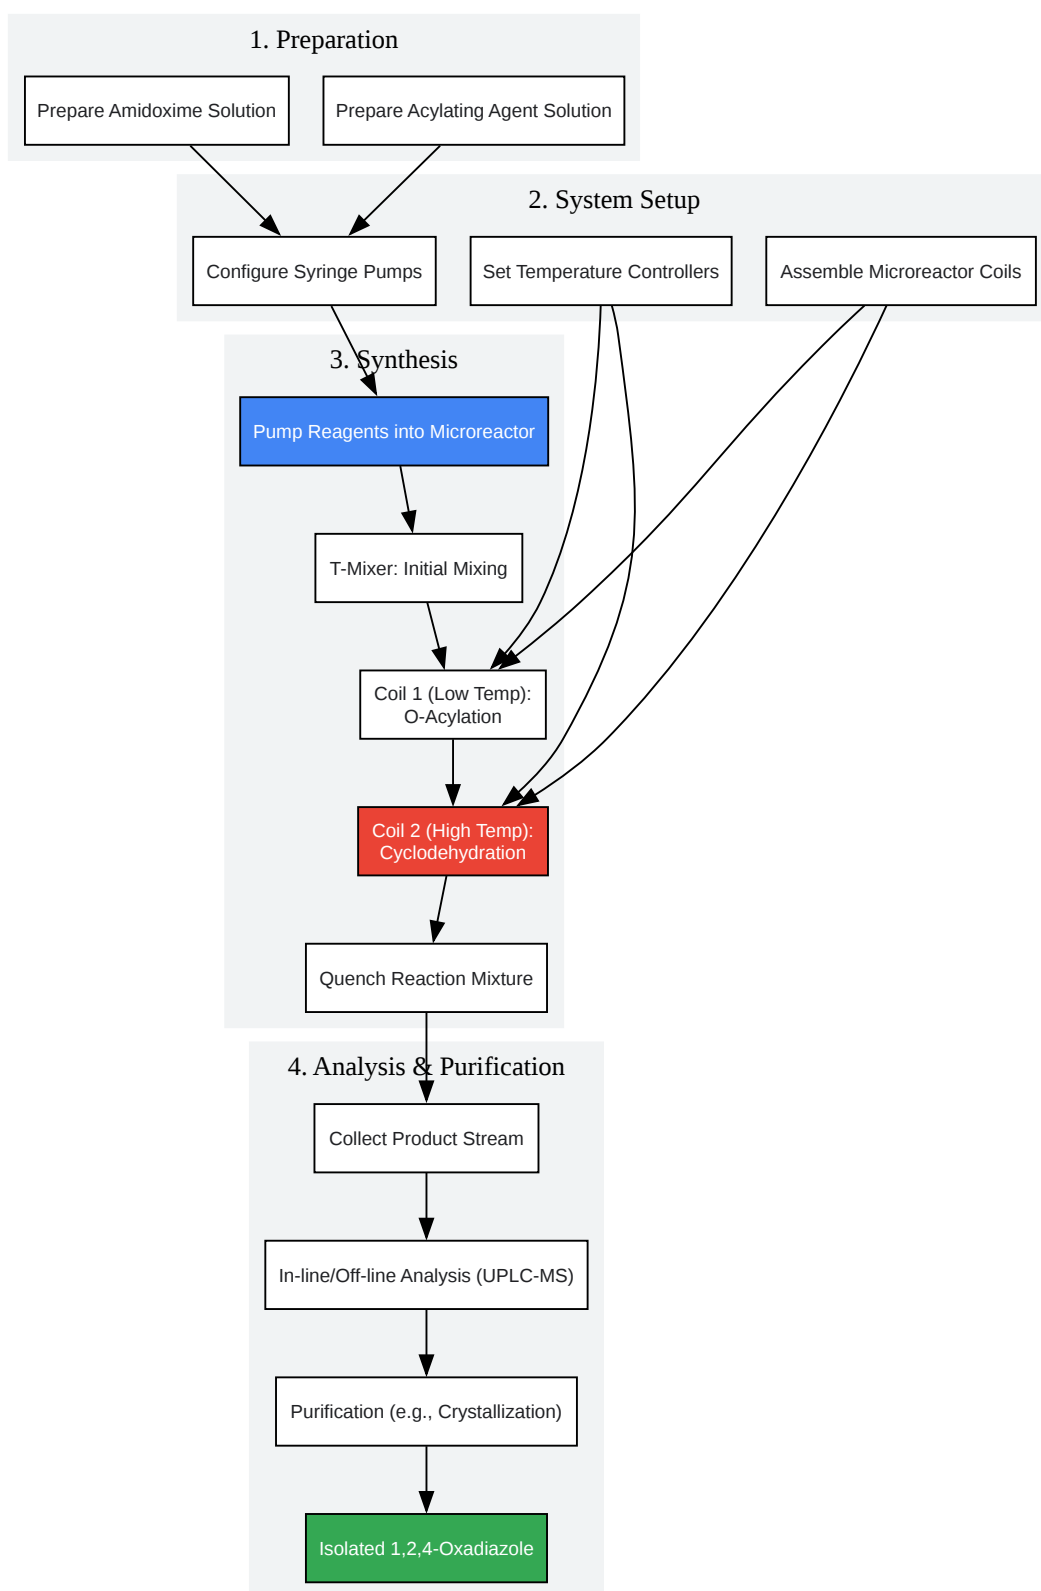 1. Preparation
Prepare Amidoxime Solution
Prepare Acylating Agent Solution
2. System Setup
Configure Syringe Pumps
Set Temperature Controllers
Assemble Microreactor Coils
3. Synthesis
Pump Reagents into Microreactor
T-Mixer: Initial Mixing
Coil 1 (Low Temp):
O-Acylation
Coil 2 (High Temp):
Cyclodehydration
Quench Reaction Mixture
4. Analysis & Purification
Collect Product Stream
In-line/Off-line Analysis (UPLC-MS)
Purification (e.g., Crystallization)
Isolated 1,2,4-Oxadiazole